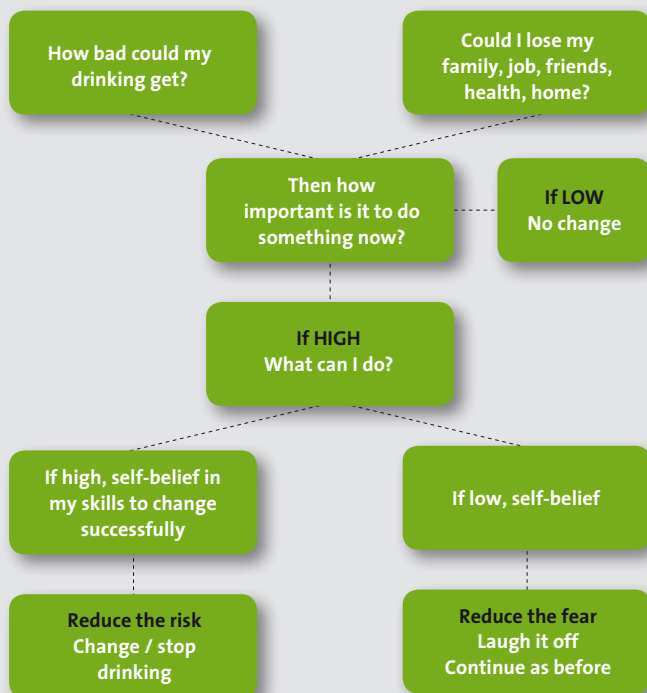 How bad could my
drinking get?
Could I lose my
family, job, friends,
health, home?
Then how
important is it to do
something now?
If LOW
No change
If HIGH
What can I do?
If high, self-belief in
my skills to change
successfully
If low, self-belief
Reduce the risk
Change / stop
drinking
Reduce the fear
Laugh it off
Continue as before